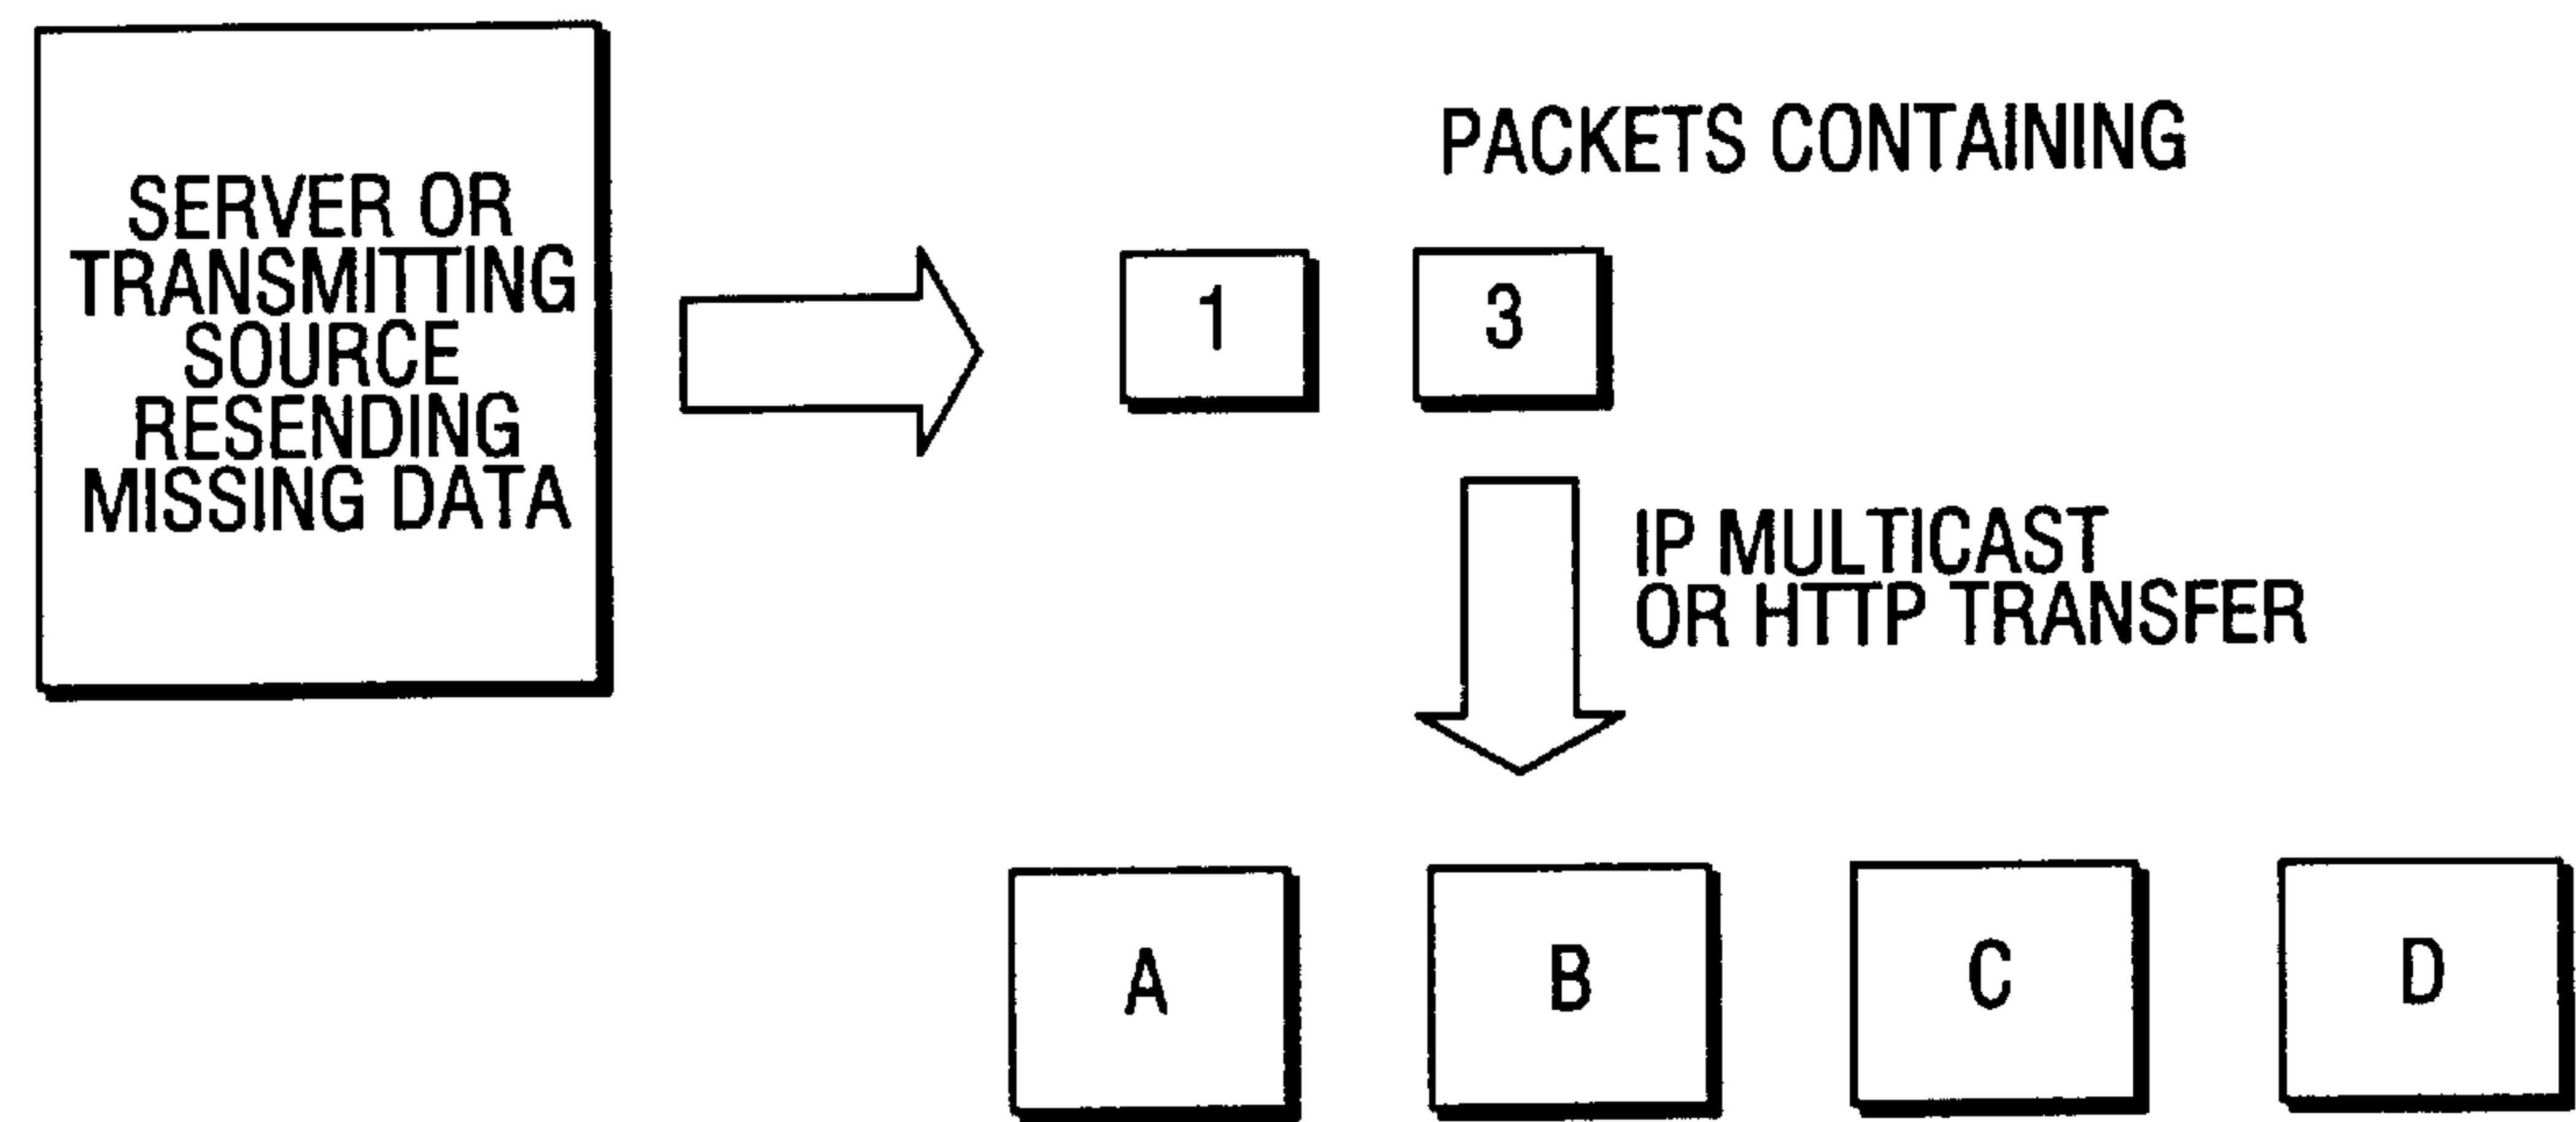 SERVER OR
TRANSMITTING
SOURCE
RESENDING
MISSING DATA
PACKETS CONTAINING
1
3
IP MULTICAST
OR HTTP TRANSFER
A
B
C
D